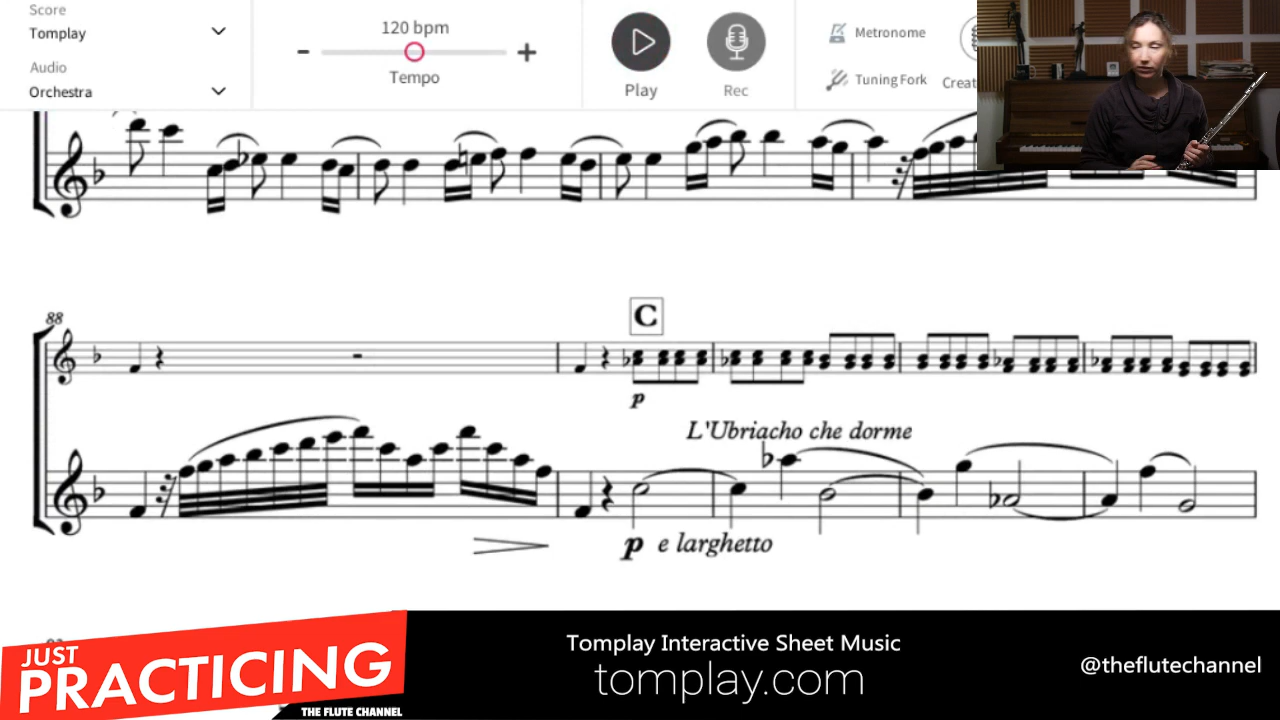 Score
Tomplay
Audio
Orchestra
120 bpm
Tempo
Play
Rec
Metronome
Tuning Fork
Creat
88
C
p
L'Ubriacho che dorme
p e larghetto
JUST
PRACTICING
THE FLUTE CHANNEL
Tomplay Interactive Sheet Music
tomplay.com
@theflutechannel